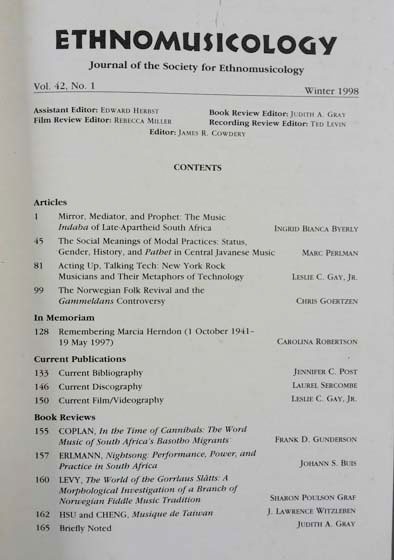 ETHNOMUSICOLOGY
Journal of the Society for Ethnomusicology
Vol. 42, No. 1 Winter 1998
Assistant Editor: EDWARD HERBST Book Review Editor: JUDITH A. GRAY
Film Review Editor: REBECCA MILLER Recording Review Editor: TED LEVIN
Editor: JAMES R. COWDERY
CONTENTS
Articles
1 Mirror, Mediator, and Prophet: The Music
Indaba of Late-Apartheid South Africa INGRID BIANCA BYERLY
45 The Social Meanings of Modal Practices: Status,
Gender, History, and Pathet in Central Javanese Music MARC PERLMAN
81 Acting Up, Talking Tech: New York Rock
Musicians and Their Metaphors of Technology LESLIE C. GAY, JR.
99 The Norwegian Folk Revival and the
Gammeldans Controversy CHRIS GOERTZEN
In Memoriam
128 Remembering Marcia Herndon (1 October 1941–
19 May 1997) CAROLINA ROBERTSON
Current Publications
133 Current Bibliography JENNIFER C. POST
146 Current Discography LAUREL SERCOMBE
150 Current Film/Videography LESLIE C. GAY, JR.
Book Reviews
155 COPLAN, In the Time of Cannibals: The Word
Music of South Africa's Basotho Migrants FRANK D. GUNDERSON
157 ERLMANN, Nightsong: Performance, Power, and
Practice in South Africa JOHANN S. BUIS
160 LEVY, The World of the Gorrlaus Slåtts: A
Morphological Investigation of a Branch of
Norwegian Fiddle Music Tradition SHARON POULSON GRAF
162 HSU and CHENG, Musique de Taiwan J. LAWRENCE WITZLEBEN
165 Briefly Noted JUDITH A. GRAY